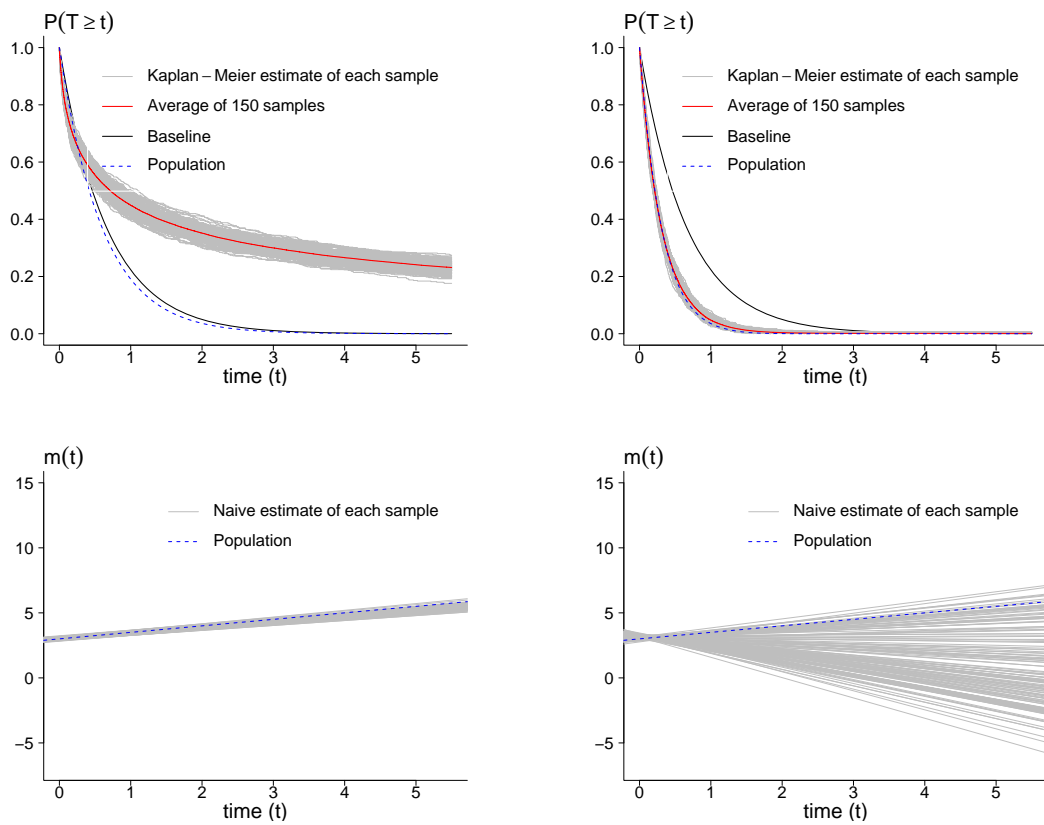 P(T ≥ t)
1.0
0.8
0.6
0.4
0.2
0.0
Kaplan − Meier estimate of each sample
Average of 150 samples
Baseline
Population
0 1 2 3 4 5
time (t)
P(T ≥ t)
1.0
0.8
0.6
0.4
0.2
0.0
Kaplan − Meier estimate of each sample
Average of 150 samples
Baseline
Population
0 1 2 3 4 5
time (t)
m(t)
15
10
5
0
−5
Naive estimate of each sample
Population
0 1 2 3 4 5
time (t)
m(t)
15
10
5
0
−5
Naive estimate of each sample
Population
0 1 2 3 4 5
time (t)